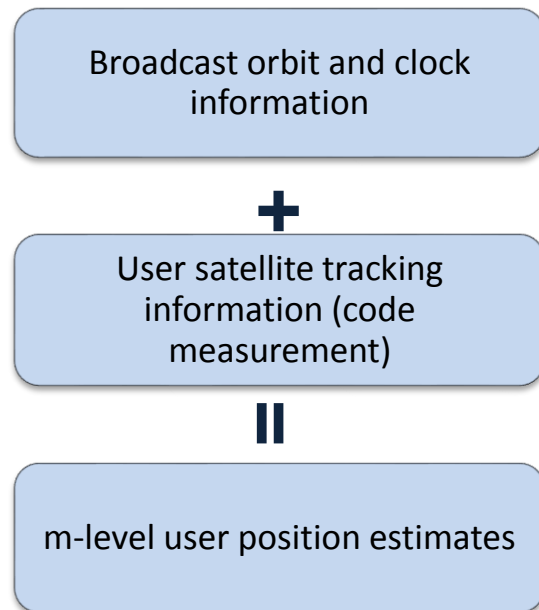 Broadcast orbit and clock
information
+
User satellite tracking
information (code
measurement)
=
m-level user position estimates